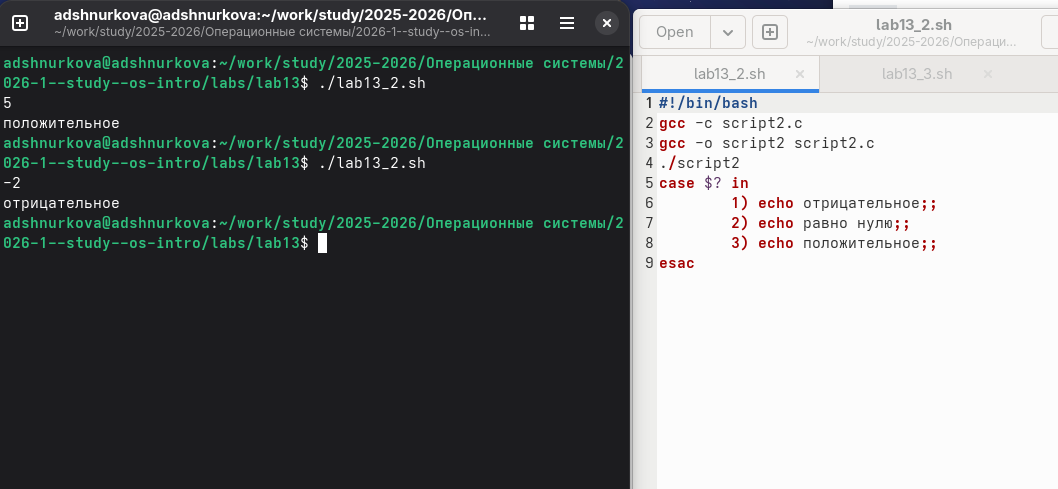 adshnurkova@adshnurkova:~/work/study/2025-2026/Оп...
~/work/study/2025-2026/Операционные системы/2026-1--study--os-in...
adshnurkova@adshnurkova:~/work/study/2025-2026/Операционные системы/2
026-1--study--os-intro/labs/lab13$ ./lab13_2.sh
5
положительное
adshnurkova@adshnurkova:~/work/study/2025-2026/Операционные системы/2
026-1--study--os-intro/labs/lab13$ ./lab13_2.sh
-2
отрицательное
adshnurkova@adshnurkova:~/work/study/2025-2026/Операционные системы/2
026-1--study--os-intro/labs/lab13$
Open
lab13_2.sh
~/work/study/2025-2026/Операци...
lab13_2.sh
lab13_3.sh
1 #!/bin/bash
2 gcc -c script2.c
3 gcc -o script2 script2.c
4 ./script2
5 case $? in
6 1) echo отрицательное;;
7 2) echo равно нулю;;
8 3) echo положительное;;
9 esac